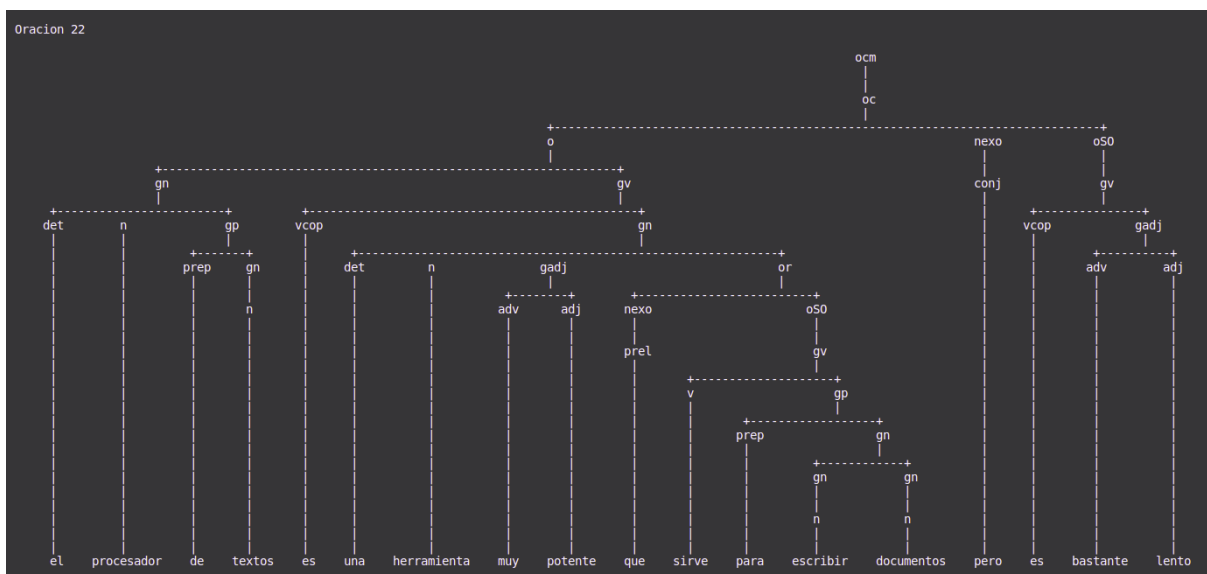 Oracion 22
ocm
oc
o nexo oSO
gn gv conj gv
det n gp vcop gn vcop gadj
prep gn det n gadj or adv adj
n adv adj nexo oSO
prel gv
v gp
prep gn
gn gn
n n
el procesador de textos es una herramienta muy potente que sirve para escribir documentos pero es bastante lento